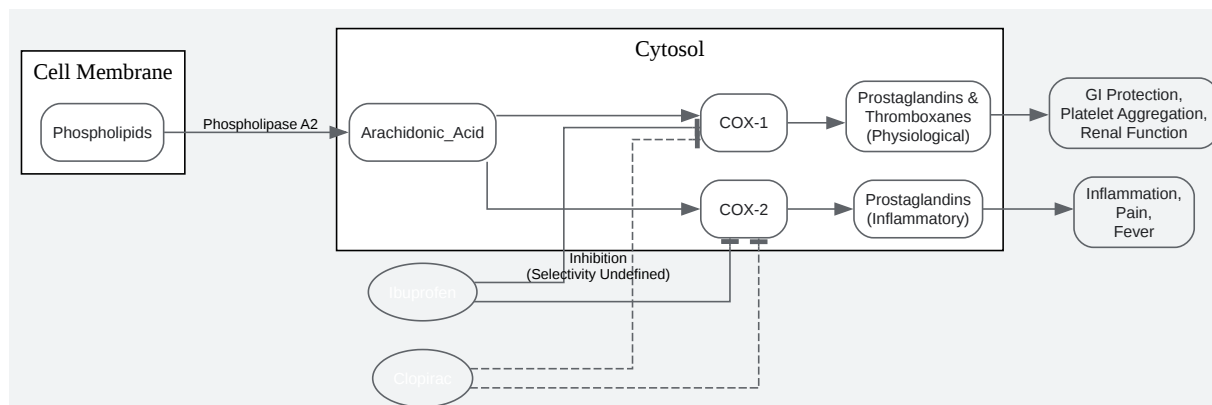 Cytosol
Cell Membrane
Phospholipids
Phospholipase A2
Arachidonic_Acid
COX-1
Prostaglandins &
Thromboxanes
(Physiological)
GI Protection,
Platelet Aggregation,
Renal Function
COX-2
Prostaglandins
(Inflammatory)
Inflammation,
Pain,
Fever
Inhibition
(Selectivity Undefined)
Ibuprofen
Clopirac